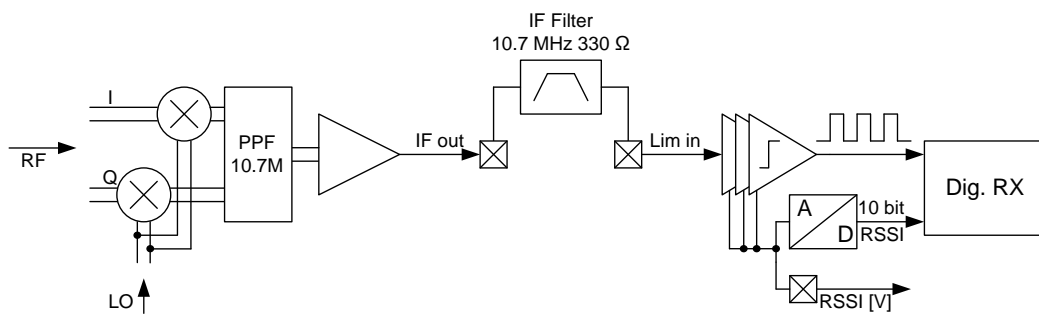 IF Filter
10.7 MHz 330 Ω
I
PPF
10.7M
IF out
Lim in
RF
Q
Dig. RX
A
D
10 bit
RSSI
LO
RSSI [V]